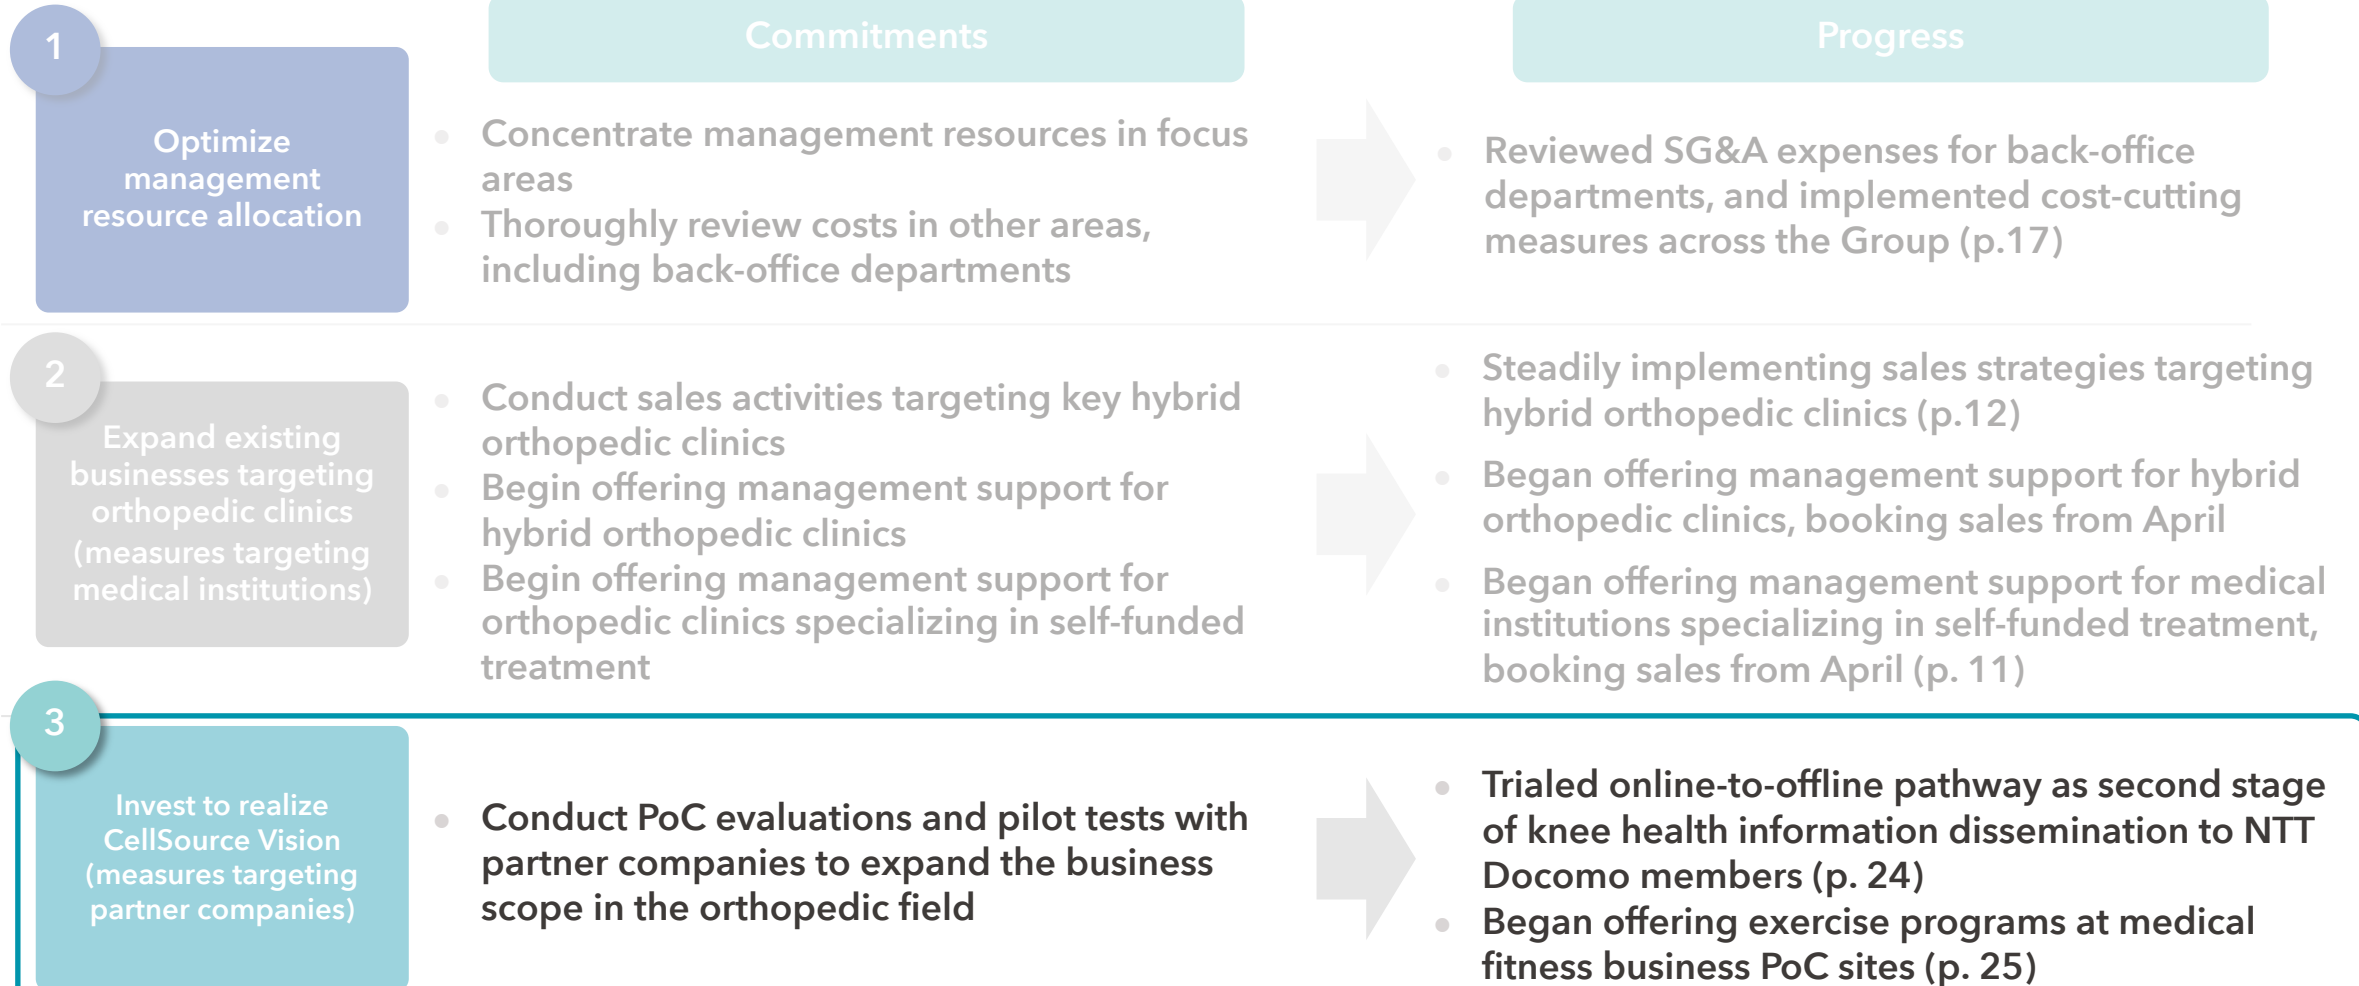 Commitments
Progress
1
Optimize
management
resource allocation
● Concentrate management resources in focus
areas
● Thoroughly review costs in other areas,
including back-office departments
● Reviewed SG&A expenses for back-office
departments, and implemented cost-cutting
measures across the Group (p.17)
2
Expand existing
businesses targeting
orthopedic clinics
(measures targeting
medical institutions)
● Conduct sales activities targeting key hybrid
orthopedic clinics
● Begin offering management support for
hybrid orthopedic clinics
● Begin offering management support for
orthopedic clinics specializing in self-funded
treatment
● Steadily implementing sales strategies targeting
hybrid orthopedic clinics (p.12)
● Began offering management support for hybrid
orthopedic clinics, booking sales from April
● Began offering management support for medical
institutions specializing in self-funded treatment,
booking sales from April (p. 11)
3
Invest to realize
CellSource Vision
(measures targeting
partner companies)
● Conduct PoC evaluations and pilot tests with
partner companies to expand the business
scope in the orthopedic field
● Trialed online-to-offline pathway as second stage
of knee health information dissemination to NTT
Docomo members (p. 24)
● Began offering exercise programs at medical
fitness business PoC sites (p. 25)